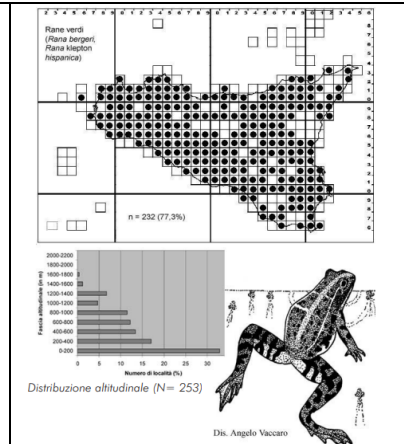 Rane verdi
(Rana bergeri,
Rana klepton
hispanica)
n = 232 (77,3%)
Fascia altitudinale (in m)
2000-2200
1800-2000
1600-1800
1400-1600
1200-1400
1000-1200
800-1000
600-800
400-600
200-400
0-200
0 5 10 15 20 25 30
Numero di località (%)
Distribuzione altitudinale (N= 253)
Dis. Angelo Vaccaro